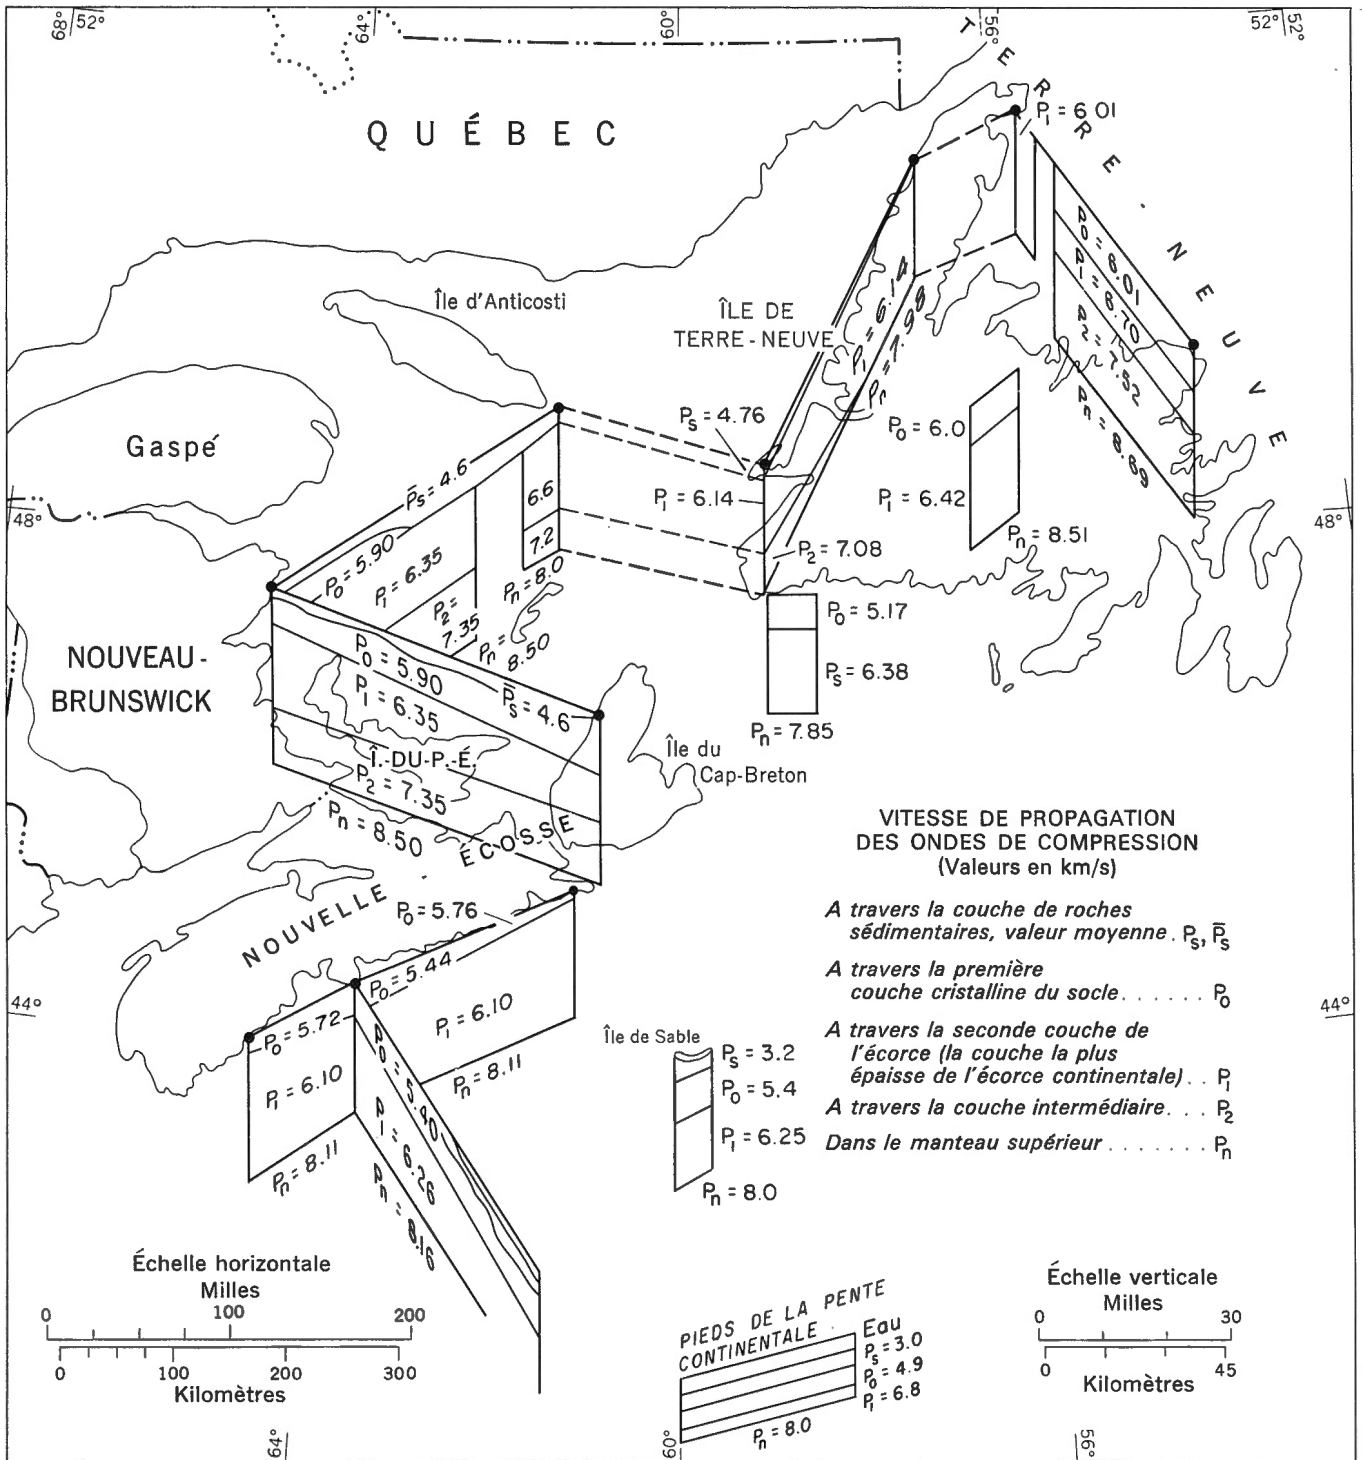 68° 52°
64°
60°
56°
52° 52°
TERRE-NEUVE
QUÉBEC
P₁ = 6.01
Île d'Anticosti
ÎLE DE
TERRE-NEUVE
P₀ = 6.01
P₁ = 6.70
P₂ = 7.52
Pₙ = 8.69
P₁ = 6.14
Pₙ = 7.98
Gaspé
P̄ₛ = 4.6
Pₛ = 4.76
P₀ = 6.0
P₁ = 6.42
Pₙ = 8.51
6.6
7.2
Pₙ = 8.0
P₁ = 6.14
P₂ = 7.08
48°
48°
P₀ = 5.90
P₁ = 6.35
P₂ =
7.35
Pₙ =
8.50
P₀ = 5.17
Pₛ = 6.38
Pₙ = 7.85
NOUVEAU-
BRUNSWICK
P₀ = 5.90
P̄ₛ = 4.6
P₁ = 6.35
Î.-DU-P.-É.
P₂ = 7.35
Pₙ = 8.50
Île du
Cap-Breton
NOUVELLE - ÉCOSSE
P₀ = 5.76
P₀ = 5.44
P₁ = 6.10
Pₙ = 8.11
44°
44°
P₀ = 5.72
P₁ = 6.10
Pₙ = 8.11
P₀ = 5.40
P₁ = 6.26
Pₙ = 8.16
Île de Sable
Pₛ = 3.2
P₀ = 5.4
P₁ = 6.25
Pₙ = 8.0
VITESSE DE PROPAGATION
DES ONDES DE COMPRESSION
(Valeurs en km/s)
A travers la couche de roches
sédimentaires, valeur moyenne . Pₛ, P̄ₛ
A travers la première
couche cristalline du socle . . . . . . P₀
A travers la seconde couche de
l'écorce (la couche la plus
épaisse de l'écorce continentale) . . P₁
A travers la couche intermédiaire. . . P₂
Dans le manteau supérieur . . . . . . . Pₙ
Échelle horizontale
Milles
0 100 200
0 100 200 300
Kilomètres
PIEDS DE LA PENTE
CONTINENTALE
Eau
Pₛ = 3.0
P₀ = 4.9
P₁ = 6.8
Pₙ = 8.0
Échelle verticale
Milles
0 30
0 45
Kilomètres
64°
60°
56°